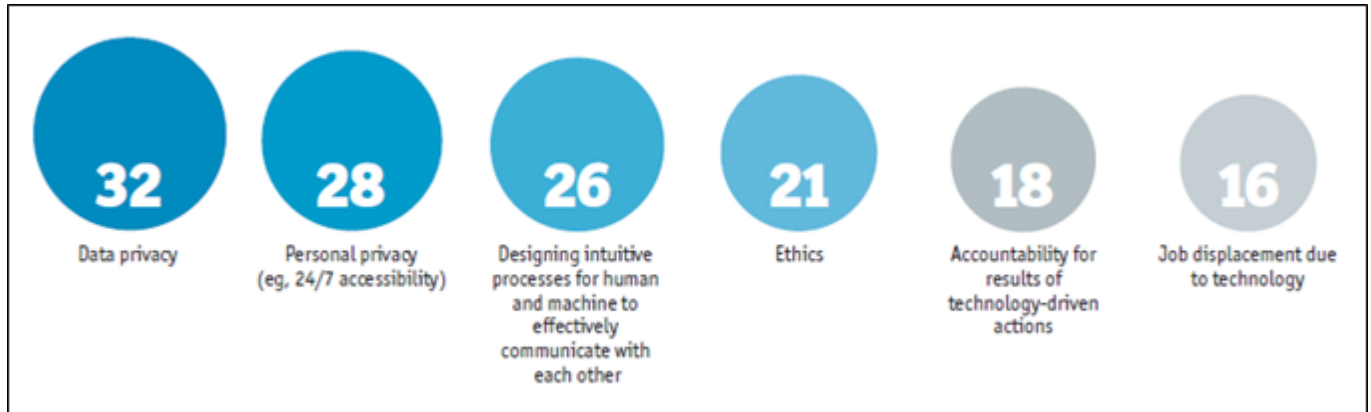 32
Data privacy
28
Personal privacy
(eg, 24/7 accessibility)
26
Designing intuitive
processes for human
and machine to
effectively
communicate with
each other
21
Ethics
18
Accountability for
results of
technology-driven
actions
16
Job displacement due
to technology